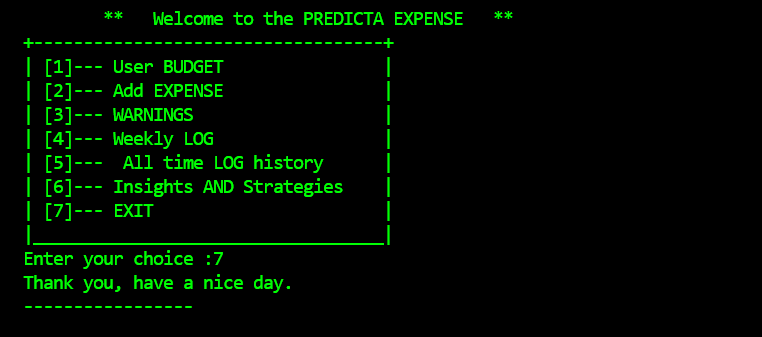 **   Welcome to the PREDICTA EXPENSE   **
+-----------------------------------+
| [1]--- User BUDGET                |
| [2]--- Add EXPENSE                |
| [3]--- WARNINGS                   |
| [4]--- Weekly LOG                 |
| [5]---  All time LOG history      |
| [6]--- Insights AND Strategies    |
| [7]--- EXIT                       |
|___________________________________|
Enter your choice :7
Thank you, have a nice day.
-----------------